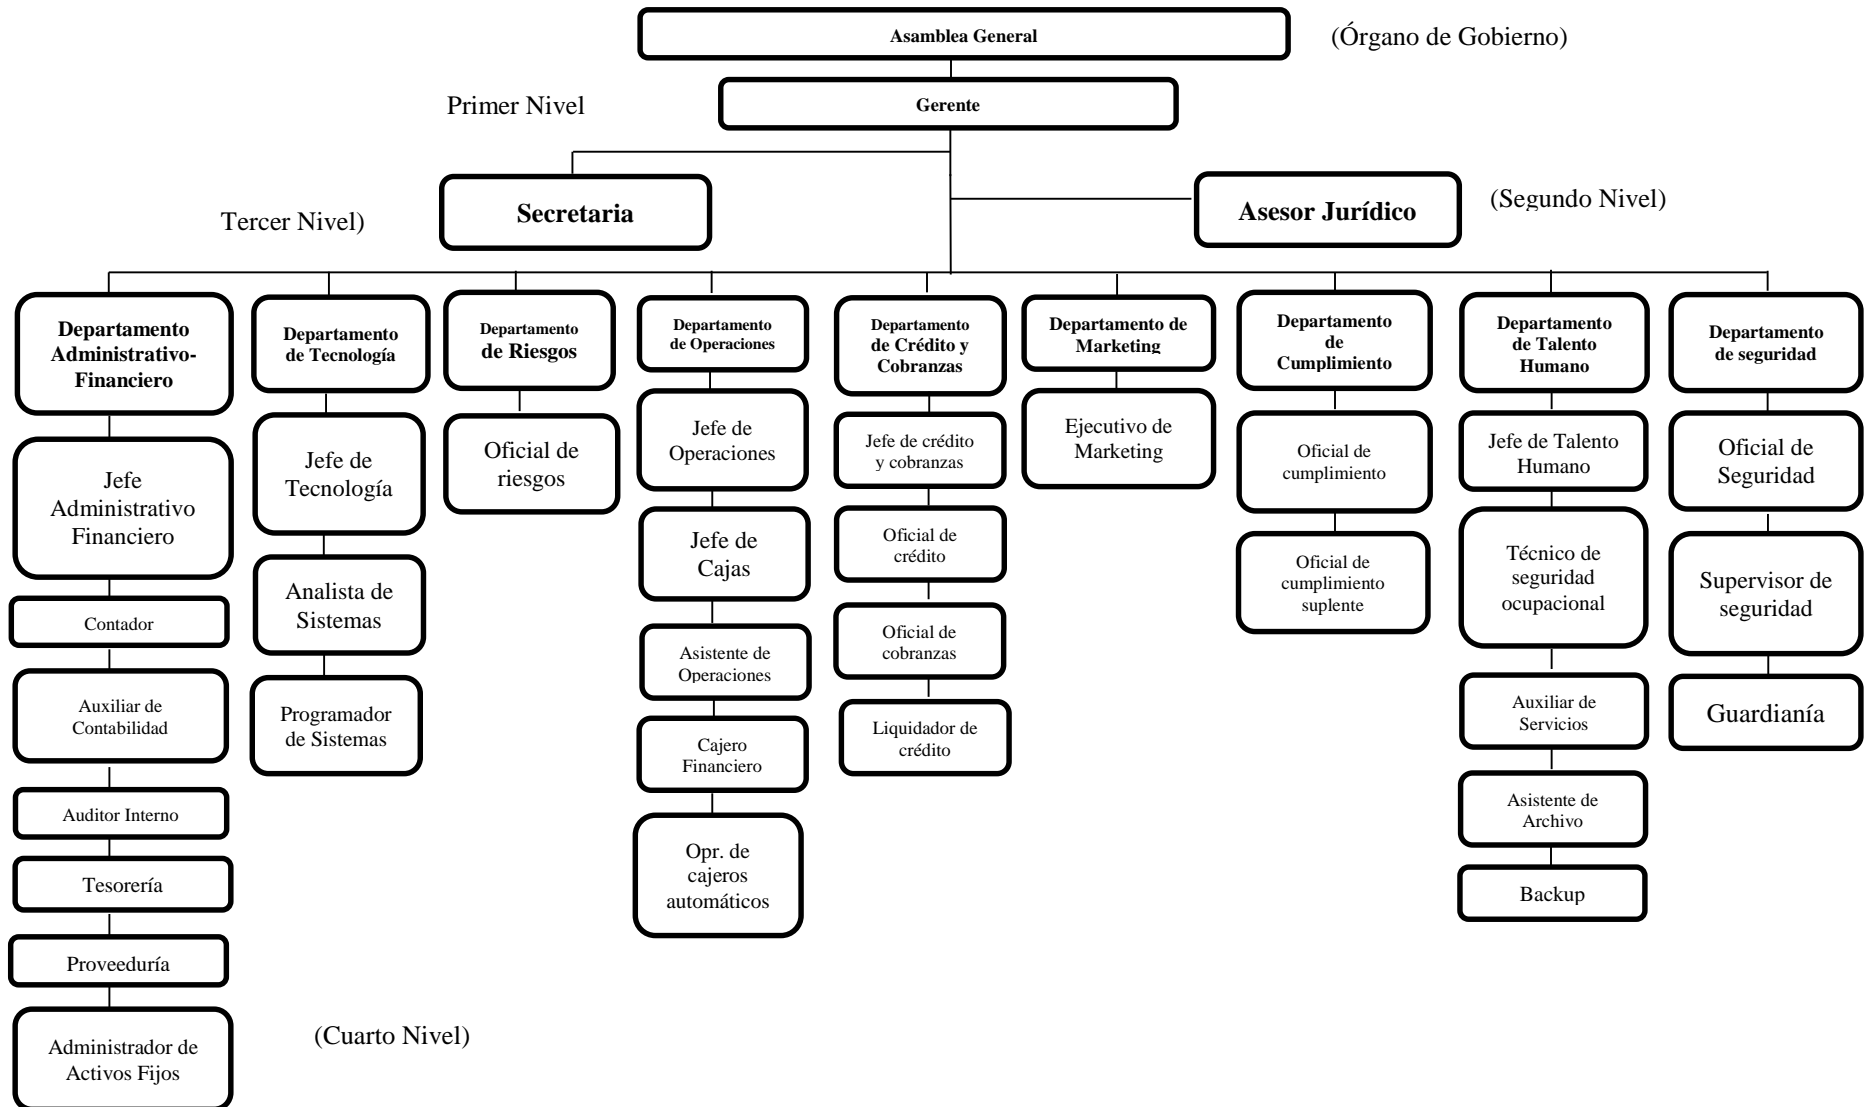 Asamblea General
(Órgano de Gobierno)
Primer Nivel
Gerente
Tercer Nivel)
Secretaria
Asesor Jurídico
(Segundo Nivel)
Departamento
Administrativo-
Financiero
Jefe
Administrativo
Financiero
Contador
Auxiliar de
Contabilidad
Auditor Interno
Tesorería
Proveeduría
Administrador de
Activos Fijos
Departamento
de Tecnología
Jefe de
Tecnología
Analista de
Sistemas
Programador
de Sistemas
Departamento
de Riesgos
Oficial de
riesgos
Departamento
de Operaciones
Jefe de
Operaciones
Jefe de
Cajas
Asistente de
Operaciones
Cajero
Financiero
Opr. de
cajeros
automáticos
Departamento
de Crédito y
Cobranzas
Jefe de crédito
y cobranzas
Oficial de
crédito
Oficial de
cobranzas
Liquidador de
crédito
Departamento de
Marketing
Ejecutivo de
Marketing
Departamento
de
Cumplimiento
Oficial de
cumplimiento
Oficial de
cumplimiento
suplente
Departamento
de Talento
Humano
Jefe de Talento
Humano
Técnico de
seguridad
ocupacional
Auxiliar de
Servicios
Asistente de
Archivo
Backup
Departamento
de seguridad
Oficial de
Seguridad
Supervisor de
seguridad
Guardianía
(Cuarto Nivel)